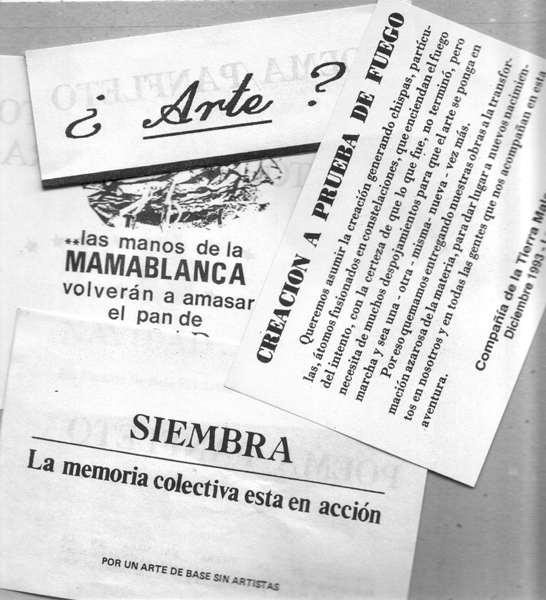 ¿ Arte ?
CREACION A PRUEBA DE FUEGO
Queremos asumir la creación generando chispas, partícu-
las, átomos fusionados en constelaciones, que enciendan el fuego
del intento, con la certeza de que lo que fue, no terminó, pero
necesita de muchos despojamientos para que el arte se ponga en
marcha y sea una - otra - misma - nueva - vez más.
Por eso quemamos entregando nuestras obras a la transfor-
mación azarosa de la materia, para dar lugar a nuevos nacimien-
tos en nosotros y en todas las gentes que nos acompañan en esta
aventura.
Compañía de la Tierra
Diciembre 1993 -
**las manos de la
MAMABLANCA
volverán a amasar
el pan de
SIEMBRA
La memoria colectiva esta en acción
POR UN ARTE DE BASE SIN ARTISTAS